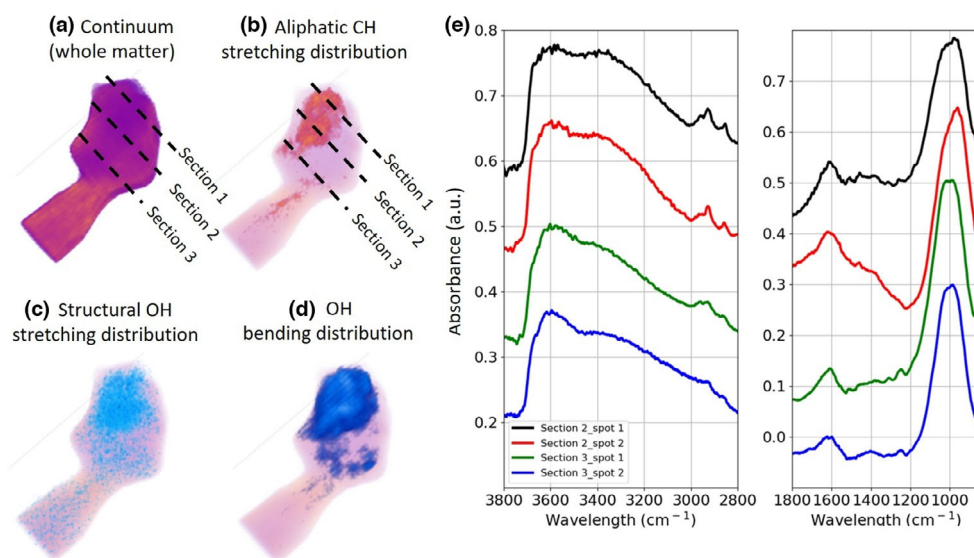 (a) Continuum
(whole matter)
Section 1
Section 2
Section 3
(b) Aliphatic CH
stretching distribution
Section 1
Section 2
Section 3
(c) Structural OH
stretching distribution
(d) OH
bending distribution
(e)
Absorbance (a.u.)
0.8
0.7
0.6
0.5
0.4
0.3
0.2
Section 2_spot 1
Section 2_spot 2
Section 3_spot 1
Section 3_spot 2
3800 3600 3400 3200 3000 2800
Wavelength (cm⁻¹)
0.7
0.6
0.5
0.4
0.3
0.2
0.1
0.0
1800 1600 1400 1200 1000
Wavelength (cm⁻¹)